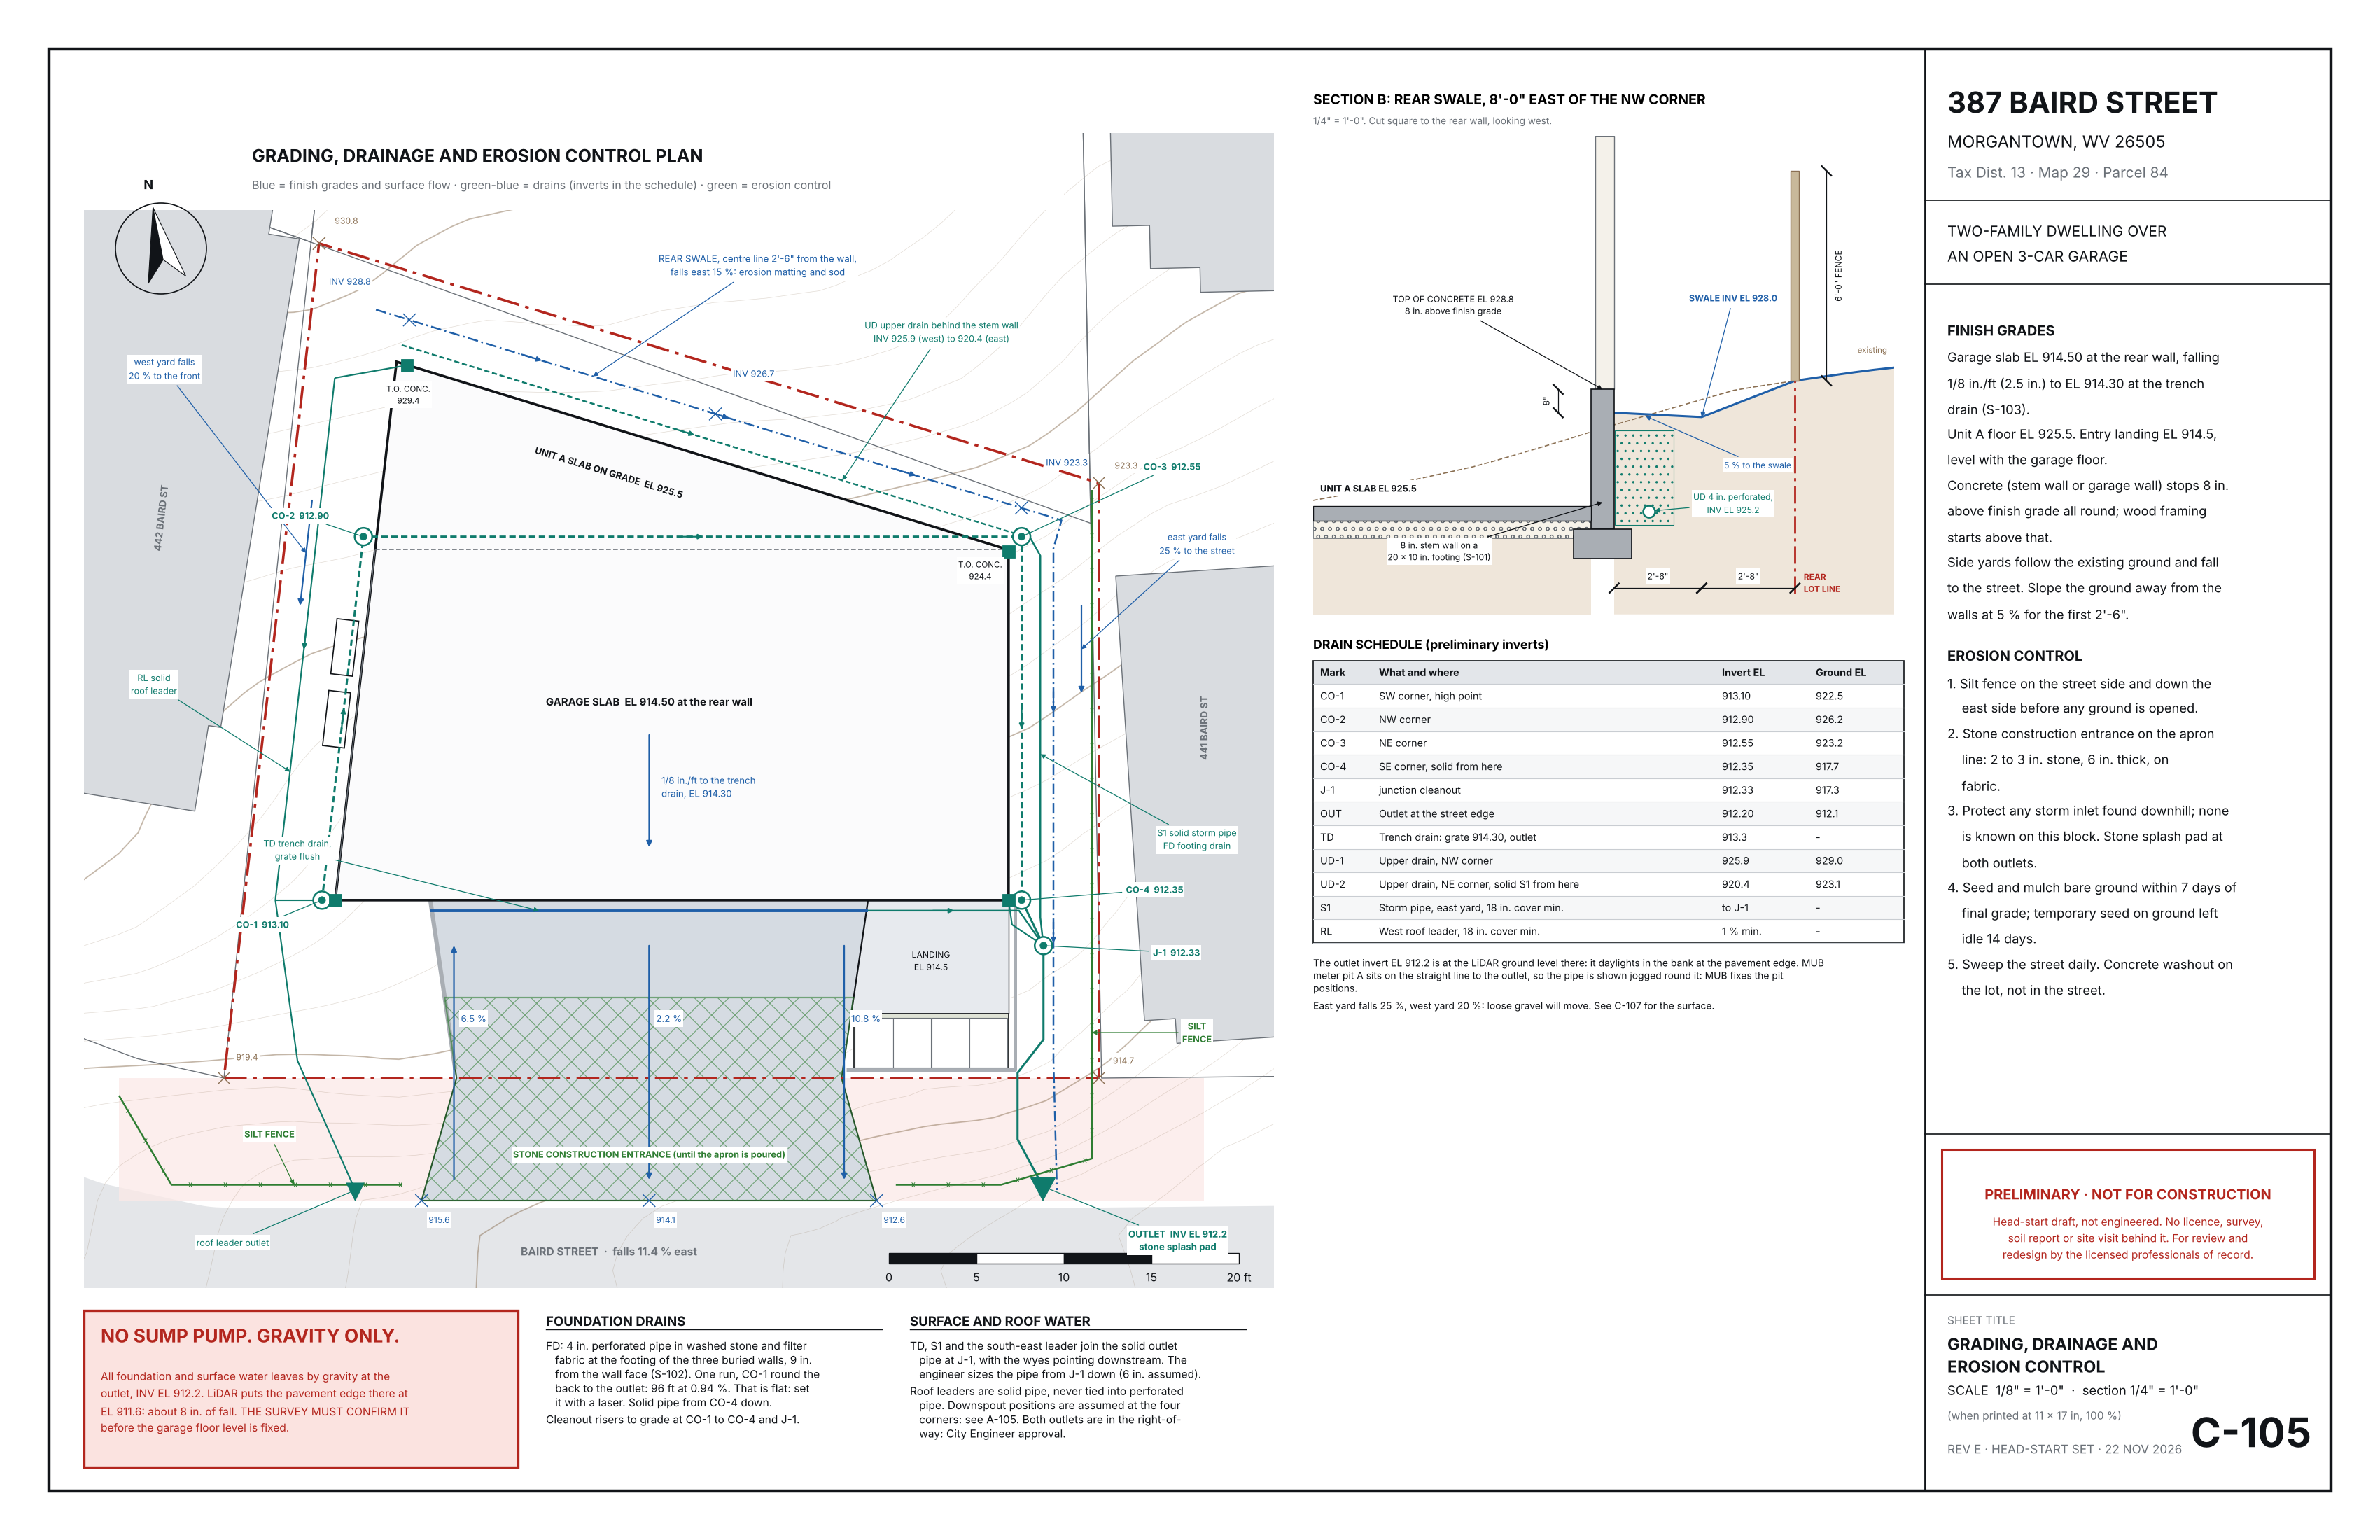 GRADING, DRAINAGE AND EROSION CONTROL PLAN
Blue = finish grades and surface flow · green-blue = drains (inverts in the schedule) · green = erosion control
N
930.8
INV 928.8
REAR SWALE, centre line 2'-6" from the wall,
falls east 15 %: erosion matting and sod
UD upper drain behind the stem wall
INV 925.9 (west) to 920.4 (east)
west yard falls
20 % to the front
INV 926.7
T.O. CONC.
929.4
UNIT A SLAB ON GRADE EL 925.5
INV 923.3
923.3
CO-3 912.55
442 BAIRD ST
CO-2 912.90
east yard falls
25 % to the street
T.O. CONC.
924.4
RL solid
roof leader
GARAGE SLAB EL 914.50 at the rear wall
441 BAIRD ST
1/8 in./ft to the trench
drain, EL 914.30
TD trench drain,
grate flush
S1 solid storm pipe
FD footing drain
CO-4 912.35
CO-1 913.10
LANDING
EL 914.5
J-1 912.33
6.5 %
2.2 %
10.8 %
SILT
FENCE
919.4
914.7
SILT FENCE
STONE CONSTRUCTION ENTRANCE (until the apron is poured)
915.6
914.1
912.6
roof leader outlet
OUTLET INV EL 912.2
stone splash pad
BAIRD STREET · falls 11.4 % east
0 5 10 15 20 ft
NO SUMP PUMP. GRAVITY ONLY.
All foundation and surface water leaves by gravity at the
outlet, INV EL 912.2. LiDAR puts the pavement edge there at
EL 911.6: about 8 in. of fall. THE SURVEY MUST CONFIRM IT
before the garage floor level is fixed.
FOUNDATION DRAINS
FD: 4 in. perforated pipe in washed stone and filter
fabric at the footing of the three buried walls, 9 in.
from the wall face (S-102). One run, CO-1 round the
back to the outlet: 96 ft at 0.94 %. That is flat: set
it with a laser. Solid pipe from CO-4 down.
Cleanout risers to grade at CO-1 to CO-4 and J-1.
SURFACE AND ROOF WATER
TD, S1 and the south-east leader join the solid outlet
pipe at J-1, with the wyes pointing downstream. The
engineer sizes the pipe from J-1 down (6 in. assumed).
Roof leaders are solid pipe, never tied into perforated
pipe. Downspout positions are assumed at the four
corners: see A-105. Both outlets are in the right-of-
way: City Engineer approval.
SECTION B: REAR SWALE, 8'-0" EAST OF THE NW CORNER
1/4" = 1'-0". Cut square to the rear wall, looking west.
6'-0" FENCE
TOP OF CONCRETE EL 928.8
8 in. above finish grade
SWALE INV EL 928.0
existing
8"
5 % to the swale
UNIT A SLAB EL 925.5
UD 4 in. perforated,
INV EL 925.2
8 in. stem wall on a
20 × 10 in. footing (S-101)
2'-6"
2'-8"
REAR
LOT LINE
DRAIN SCHEDULE (preliminary inverts)
Mark What and where Invert EL Ground EL
CO-1 SW corner, high point 913.10 922.5
CO-2 NW corner 912.90 926.2
CO-3 NE corner 912.55 923.2
CO-4 SE corner, solid from here 912.35 917.7
J-1 junction cleanout 912.33 917.3
OUT Outlet at the street edge 912.20 912.1
TD Trench drain: grate 914.30, outlet 913.3 -
UD-1 Upper drain, NW corner 925.9 929.0
UD-2 Upper drain, NE corner, solid S1 from here 920.4 923.1
S1 Storm pipe, east yard, 18 in. cover min. to J-1 -
RL West roof leader, 18 in. cover min. 1 % min. -
The outlet invert EL 912.2 is at the LiDAR ground level there: it daylights in the bank at the pavement edge. MUB
meter pit A sits on the straight line to the outlet, so the pipe is shown jogged round it: MUB fixes the pit
positions.
East yard falls 25 %, west yard 20 %: loose gravel will move. See C-107 for the surface.
387 BAIRD STREET
MORGANTOWN, WV 26505
Tax Dist. 13 · Map 29 · Parcel 84
TWO-FAMILY DWELLING OVER
AN OPEN 3-CAR GARAGE
FINISH GRADES
Garage slab EL 914.50 at the rear wall, falling
1/8 in./ft (2.5 in.) to EL 914.30 at the trench
drain (S-103).
Unit A floor EL 925.5. Entry landing EL 914.5,
level with the garage floor.
Concrete (stem wall or garage wall) stops 8 in.
above finish grade all round; wood framing
starts above that.
Side yards follow the existing ground and fall
to the street. Slope the ground away from the
walls at 5 % for the first 2'-6".
EROSION CONTROL
1. Silt fence on the street side and down the
east side before any ground is opened.
2. Stone construction entrance on the apron
line: 2 to 3 in. stone, 6 in. thick, on
fabric.
3. Protect any storm inlet found downhill; none
is known on this block. Stone splash pad at
both outlets.
4. Seed and mulch bare ground within 7 days of
final grade; temporary seed on ground left
idle 14 days.
5. Sweep the street daily. Concrete washout on
the lot, not in the street.
PRELIMINARY · NOT FOR CONSTRUCTION
Head-start draft, not engineered. No licence, survey,
soil report or site visit behind it. For review and
redesign by the licensed professionals of record.
SHEET TITLE
GRADING, DRAINAGE AND
EROSION CONTROL
SCALE 1/8" = 1'-0" · section 1/4" = 1'-0"
(when printed at 11 × 17 in, 100 %)
REV E · HEAD-START SET · 22 NOV 2026
C-105